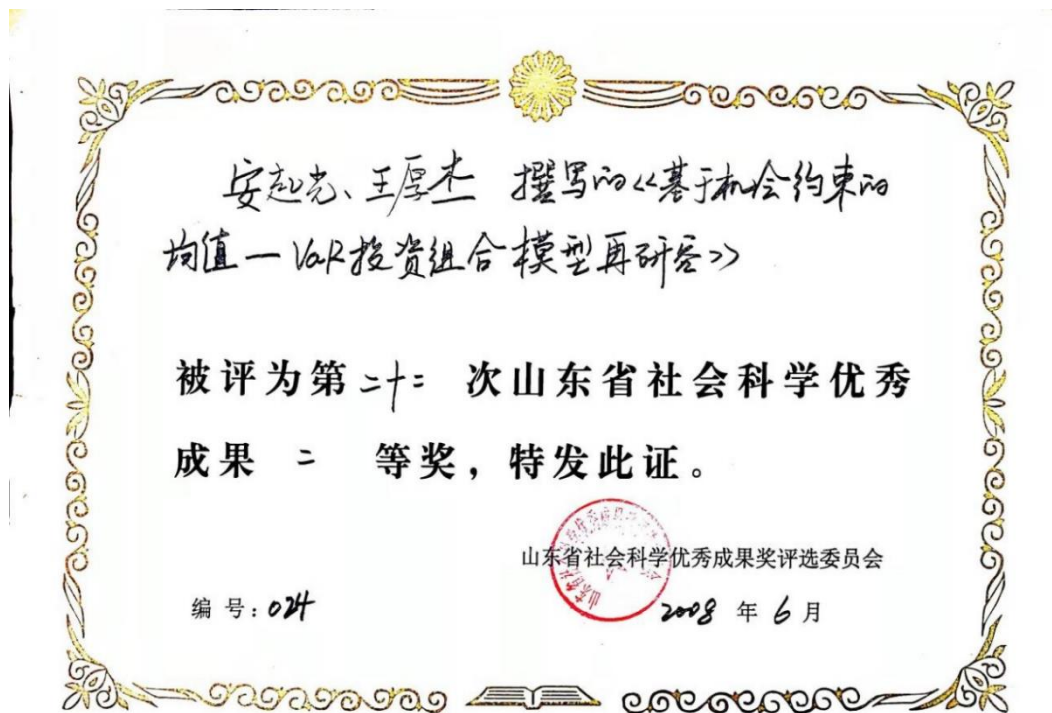 安起光、王厚杰 撰写的《基于机会约束的
均值—VaR投资组合模型再研究》
被评为第二十二 次山东省社会科学优秀
成果 二 等奖，特发此证。
山东省社会科学优秀成果奖评选委员会
编 号：024
2008 年 6 月